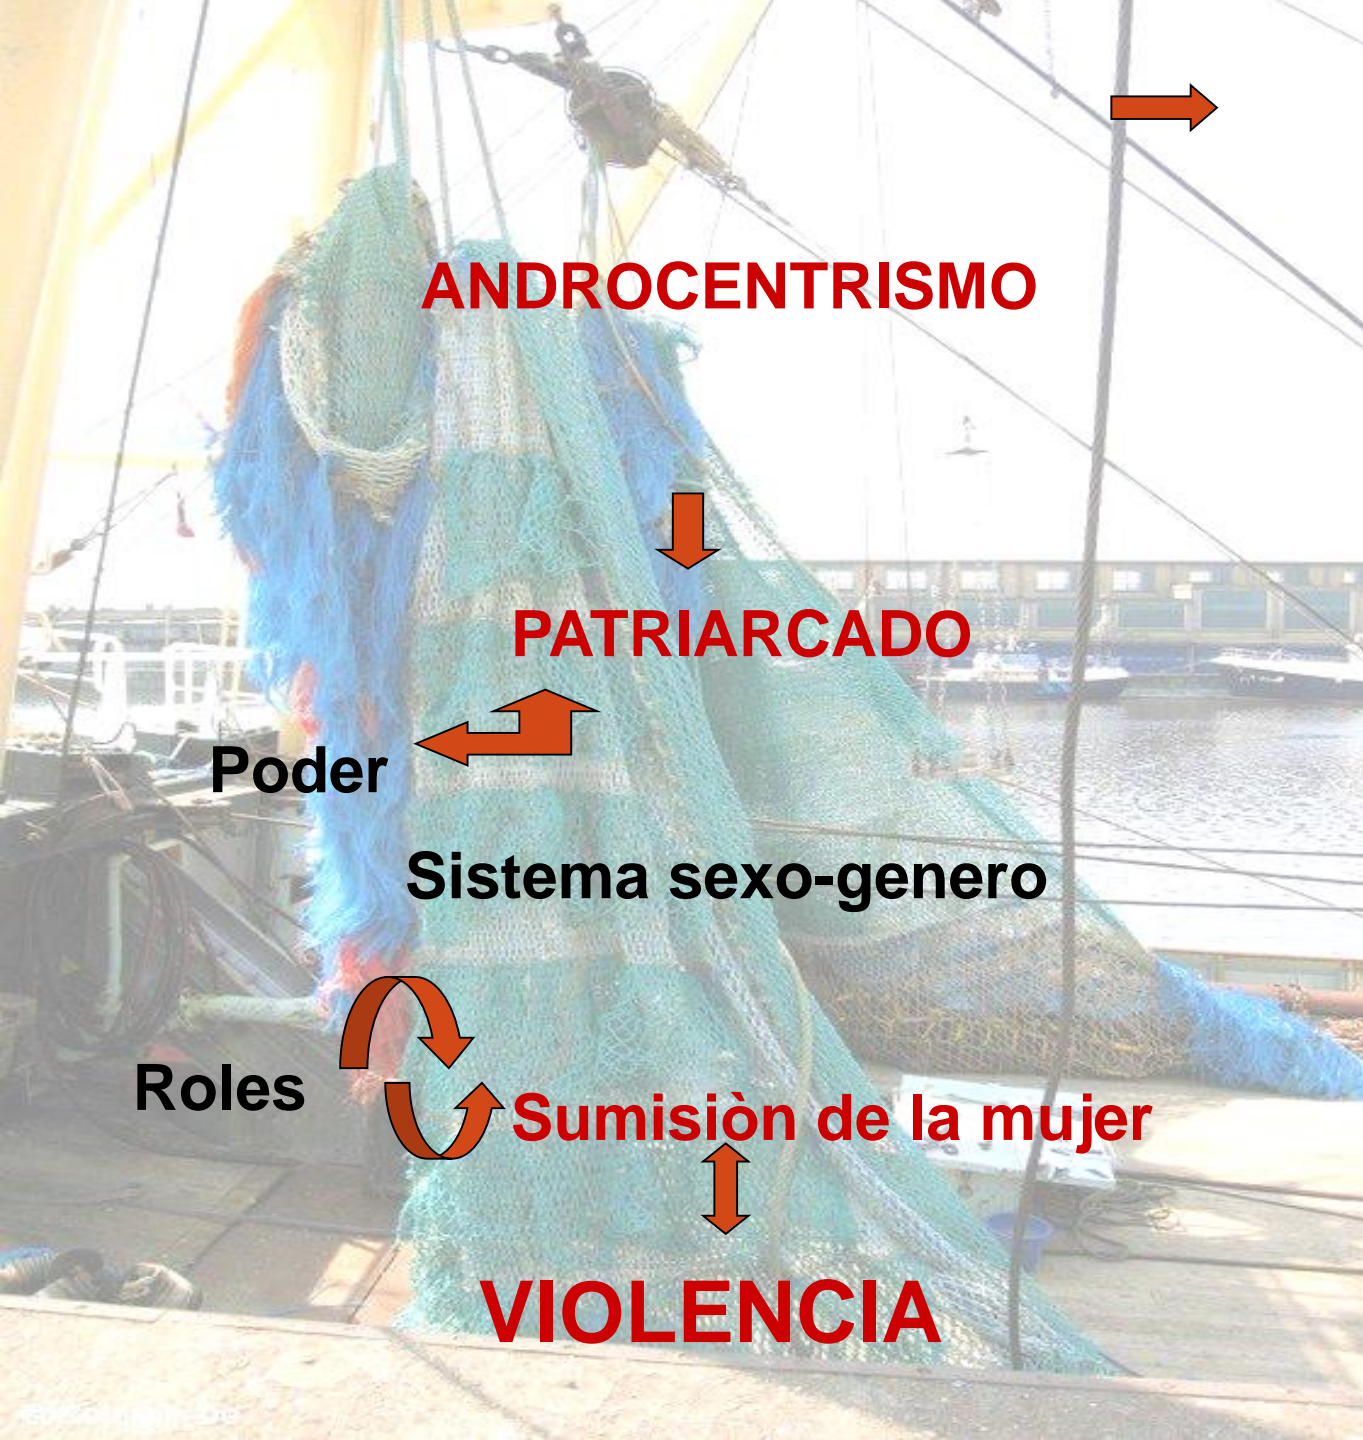 ANDROCENTRISMO
PATRIARCADO
Poder
Sistema sexo-genero
Roles
Sumisiòn de la mujer
VIOLENCIA